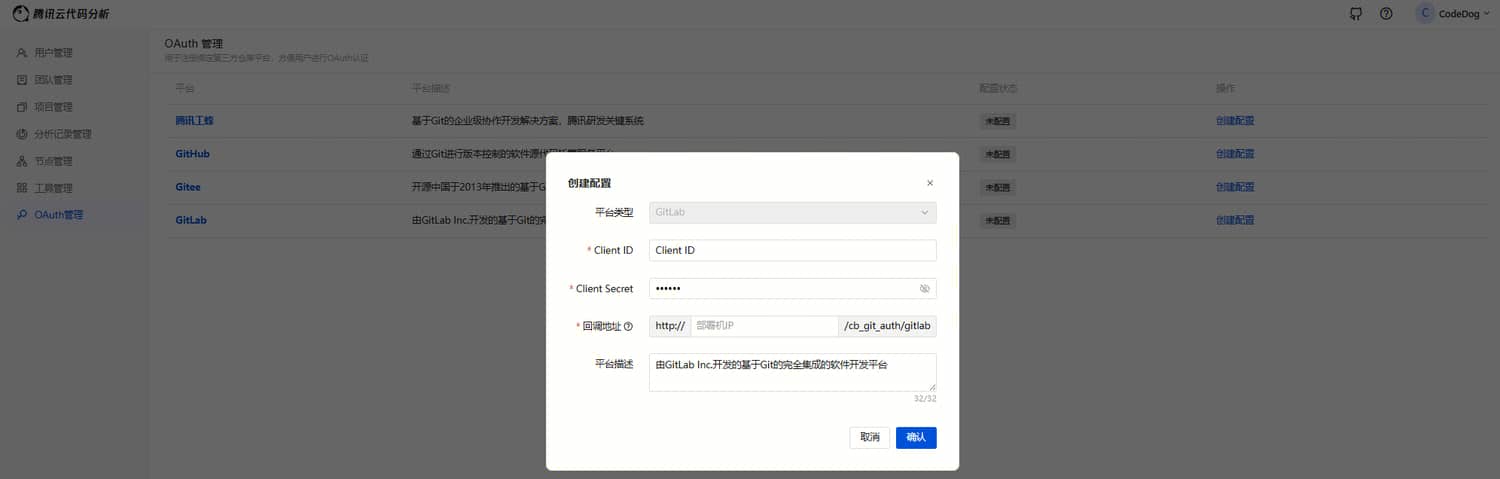 腾讯云代码分析
C CodeDog
用户管理
团队管理
项目管理
分析记录管理
节点管理
工具管理
OAuth管理
OAuth 管理
用于注册绑定第三方仓库平台，方便用户进行OAuth认证
平台 平台描述 配置状态 操作
腾讯工蜂 基于Git的企业级协作开发解决方案，腾讯研发关键系统 未配置 创建配置
GitHub 通过Git进行版本控制的软件源代码托管服务平台 未配置 创建配置
Gitee 开源中国于2013年推出的基于G 未配置 创建配置
GitLab 由GitLab Inc.开发的基于Git的完 未配置 创建配置
创建配置
平台类型 GitLab
* Client ID Client ID
* Client Secret ••••••
* 回调地址 http:// 部署机IP /cb_git_auth/gitlab
平台描述 由GitLab Inc.开发的基于Git的完全集成的软件开发平台
32/32
取消 确认